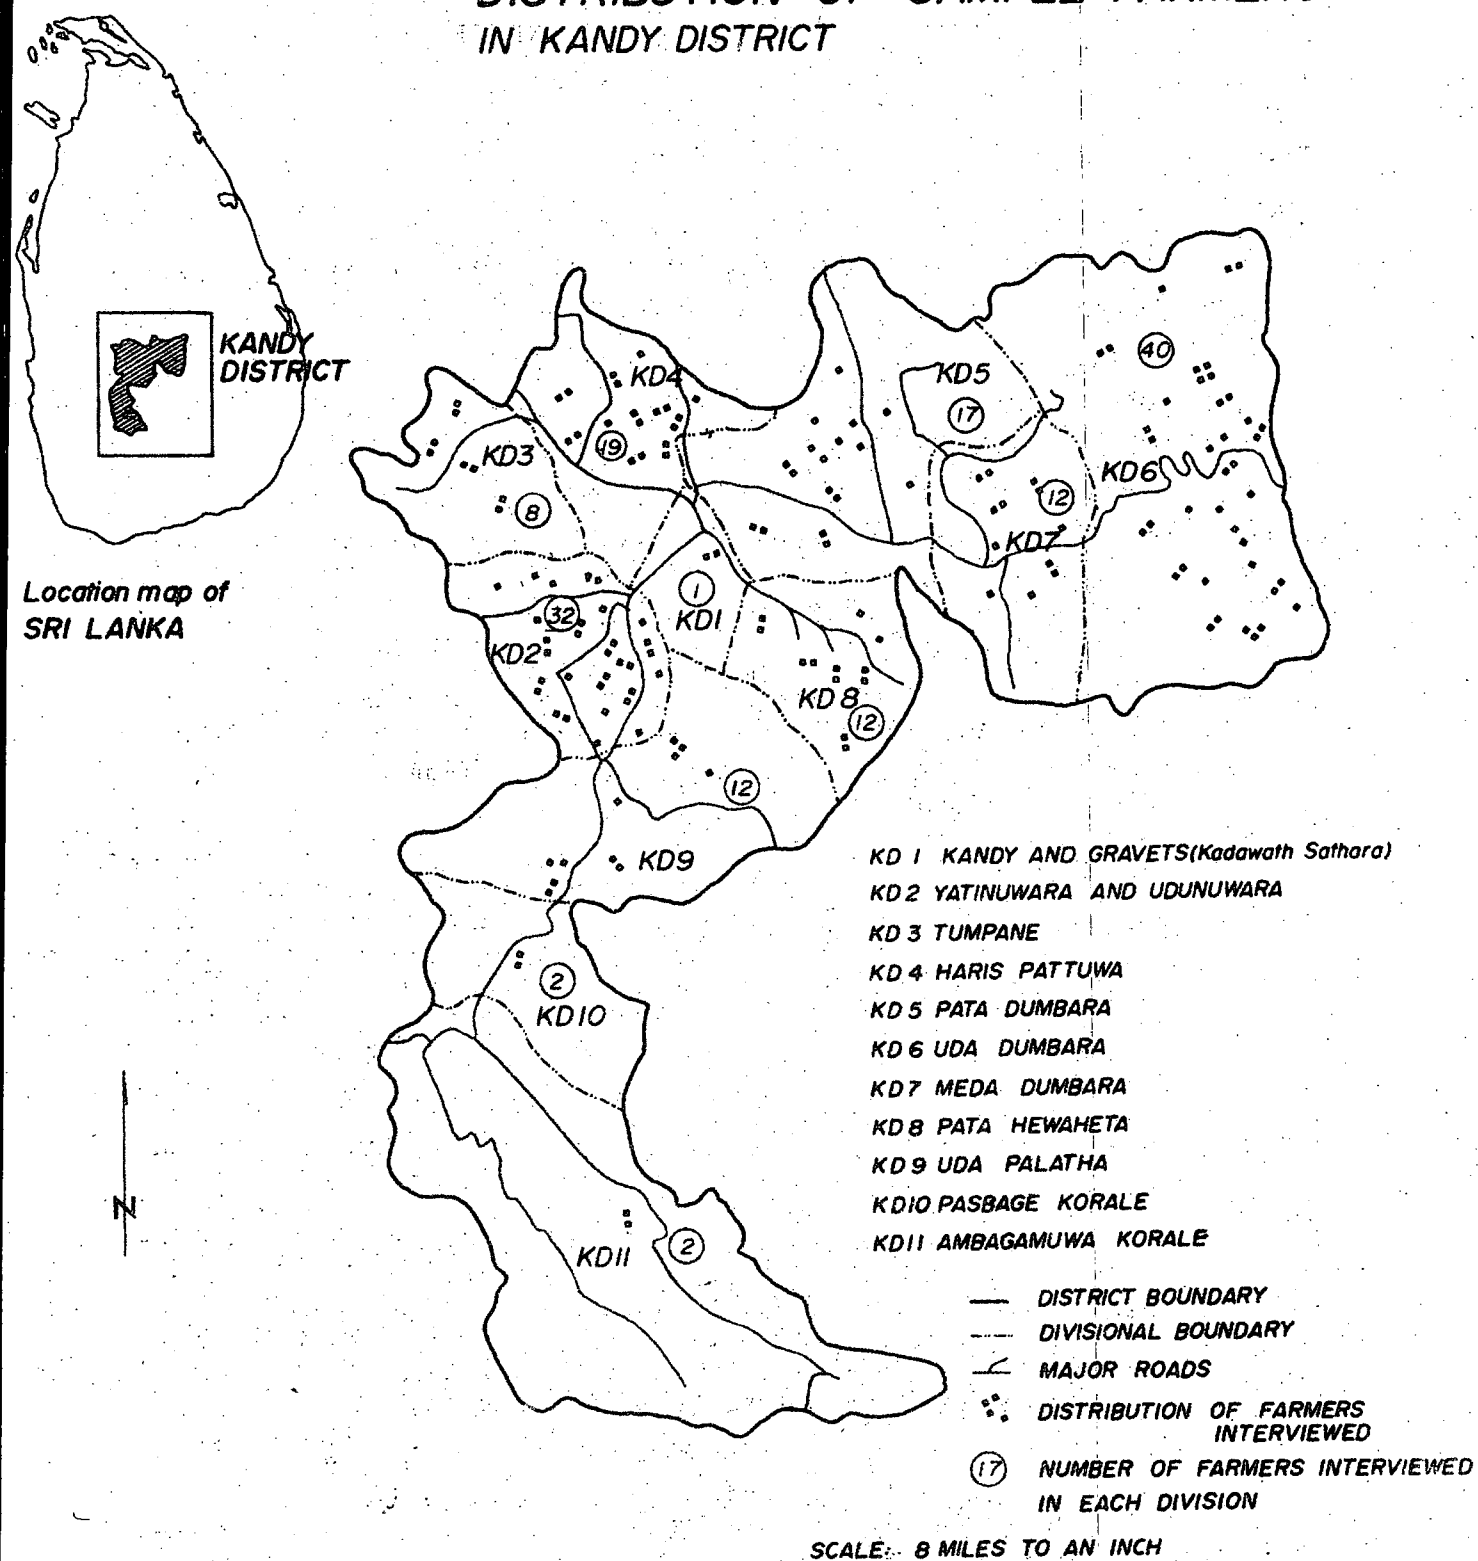 IN KANDY DISTRICT
KANDY
DISTRICT
Location map of
SRI LANKA
KD4
19
KD3
8
KD5
17
40
KD6
12
KD7
1
KD1
32
KD2
KD8
12
12
KD9
2
KD10
KD11
2
N
KD 1 KANDY AND GRAVETS (Kadawath Sathara)
KD 2 YATINUWARA AND UDUNUWARA
KD 3 TUMPANE
KD 4 HARIS PATTUWA
KD 5 PATA DUMBARA
KD 6 UDA DUMBARA
KD 7 MEDA DUMBARA
KD 8 PATA HEWAHETA
KD 9 UDA PALATHA
KD10 PASBAGE KORALE
KD11 AMBAGAMUWA KORALE
DISTRICT BOUNDARY
DIVISIONAL BOUNDARY
MAJOR ROADS
DISTRIBUTION OF FARMERS
INTERVIEWED
17 NUMBER OF FARMERS INTERVIEWED
IN EACH DIVISION
SCALE: 8 MILES TO AN INCH